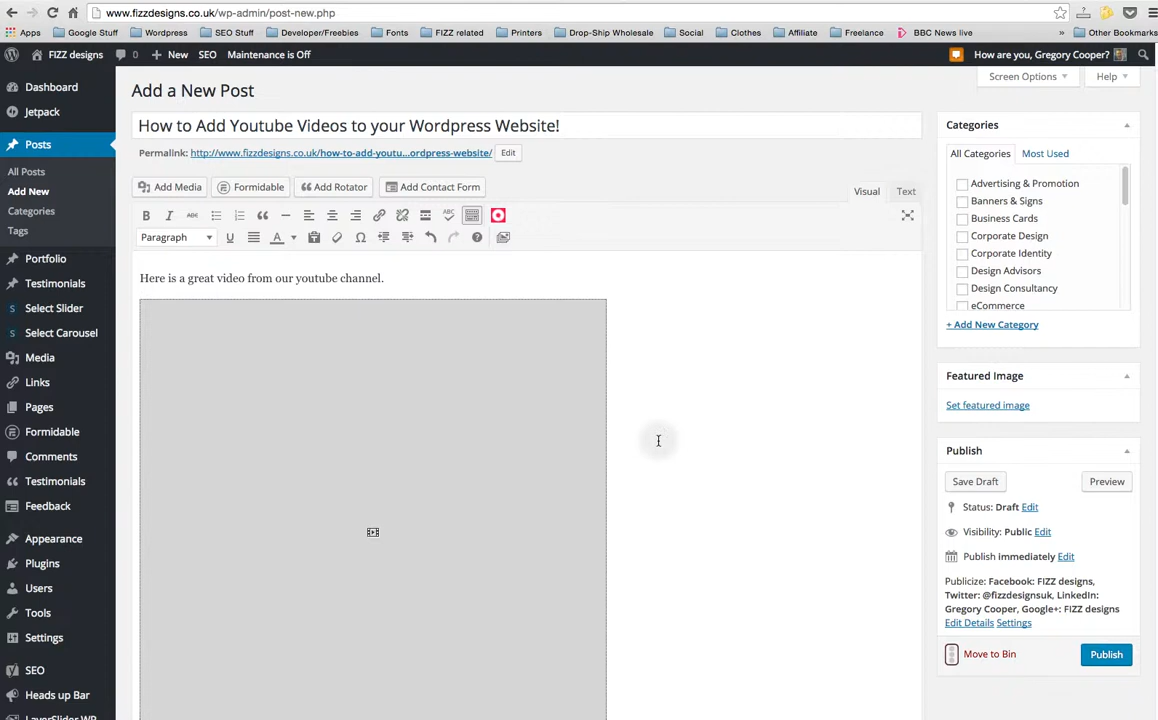 www.fizzdesigns.co.uk/wp-admin/post-new.php
Apps Google Stuff Wordpress SEO Stuff Developer/Freebies Fonts FIZZ related Printers Drop-Ship Wholesale Social Clothes Affiliate Freelance BBC News live » Other Bookmarks
FIZZ designs 0 + New SEO Maintenance is Off How are you, Gregory Cooper?
Screen Options Help
Dashboard
Jetpack
Posts
All Posts
Add New
Categories
Tags
Portfolio
Testimonials
Select Slider
Select Carousel
Media
Links
Pages
Formidable
Comments
Testimonials
Feedback
Appearance
Plugins
Users
Tools
Settings
SEO
Heads up Bar
LayerSlider WP
Add a New Post
How to Add Youtube Videos to your Wordpress Website!
Permalink: http://www.fizzdesigns.co.uk/how-to-add-youtu...ordpress-website/ Edit
Add Media Formidable Add Rotator Add Contact Form Visual Text
B I ABC
Paragraph U A Ω
Here is a great video from our youtube channel.
Categories
All Categories Most Used
Advertising & Promotion
Banners & Signs
Business Cards
Corporate Design
Corporate Identity
Design Advisors
Design Consultancy
eCommerce
+ Add New Category
Featured Image
Set featured image
Publish
Save Draft Preview
Status: Draft Edit
Visibility: Public Edit
Publish immediately Edit
Publicize: Facebook: FIZZ designs,
Twitter: @fizzdesignsuk, LinkedIn:
Gregory Cooper, Google+: FIZZ designs
Edit Details Settings
Move to Bin Publish